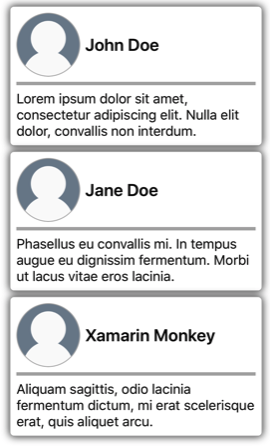 John Doe
Lorem ipsum dolor sit amet,
consectetur adipiscing elit. Nulla elit
dolor, convallis non interdum.
Jane Doe
Phasellus eu convallis mi. In tempus
augue eu dignissim fermentum. Morbi
ut lacus vitae eros lacinia.
Xamarin Monkey
Aliquam sagittis, odio lacinia
fermentum dictum, mi erat scelerisque
erat, quis aliquet arcu.